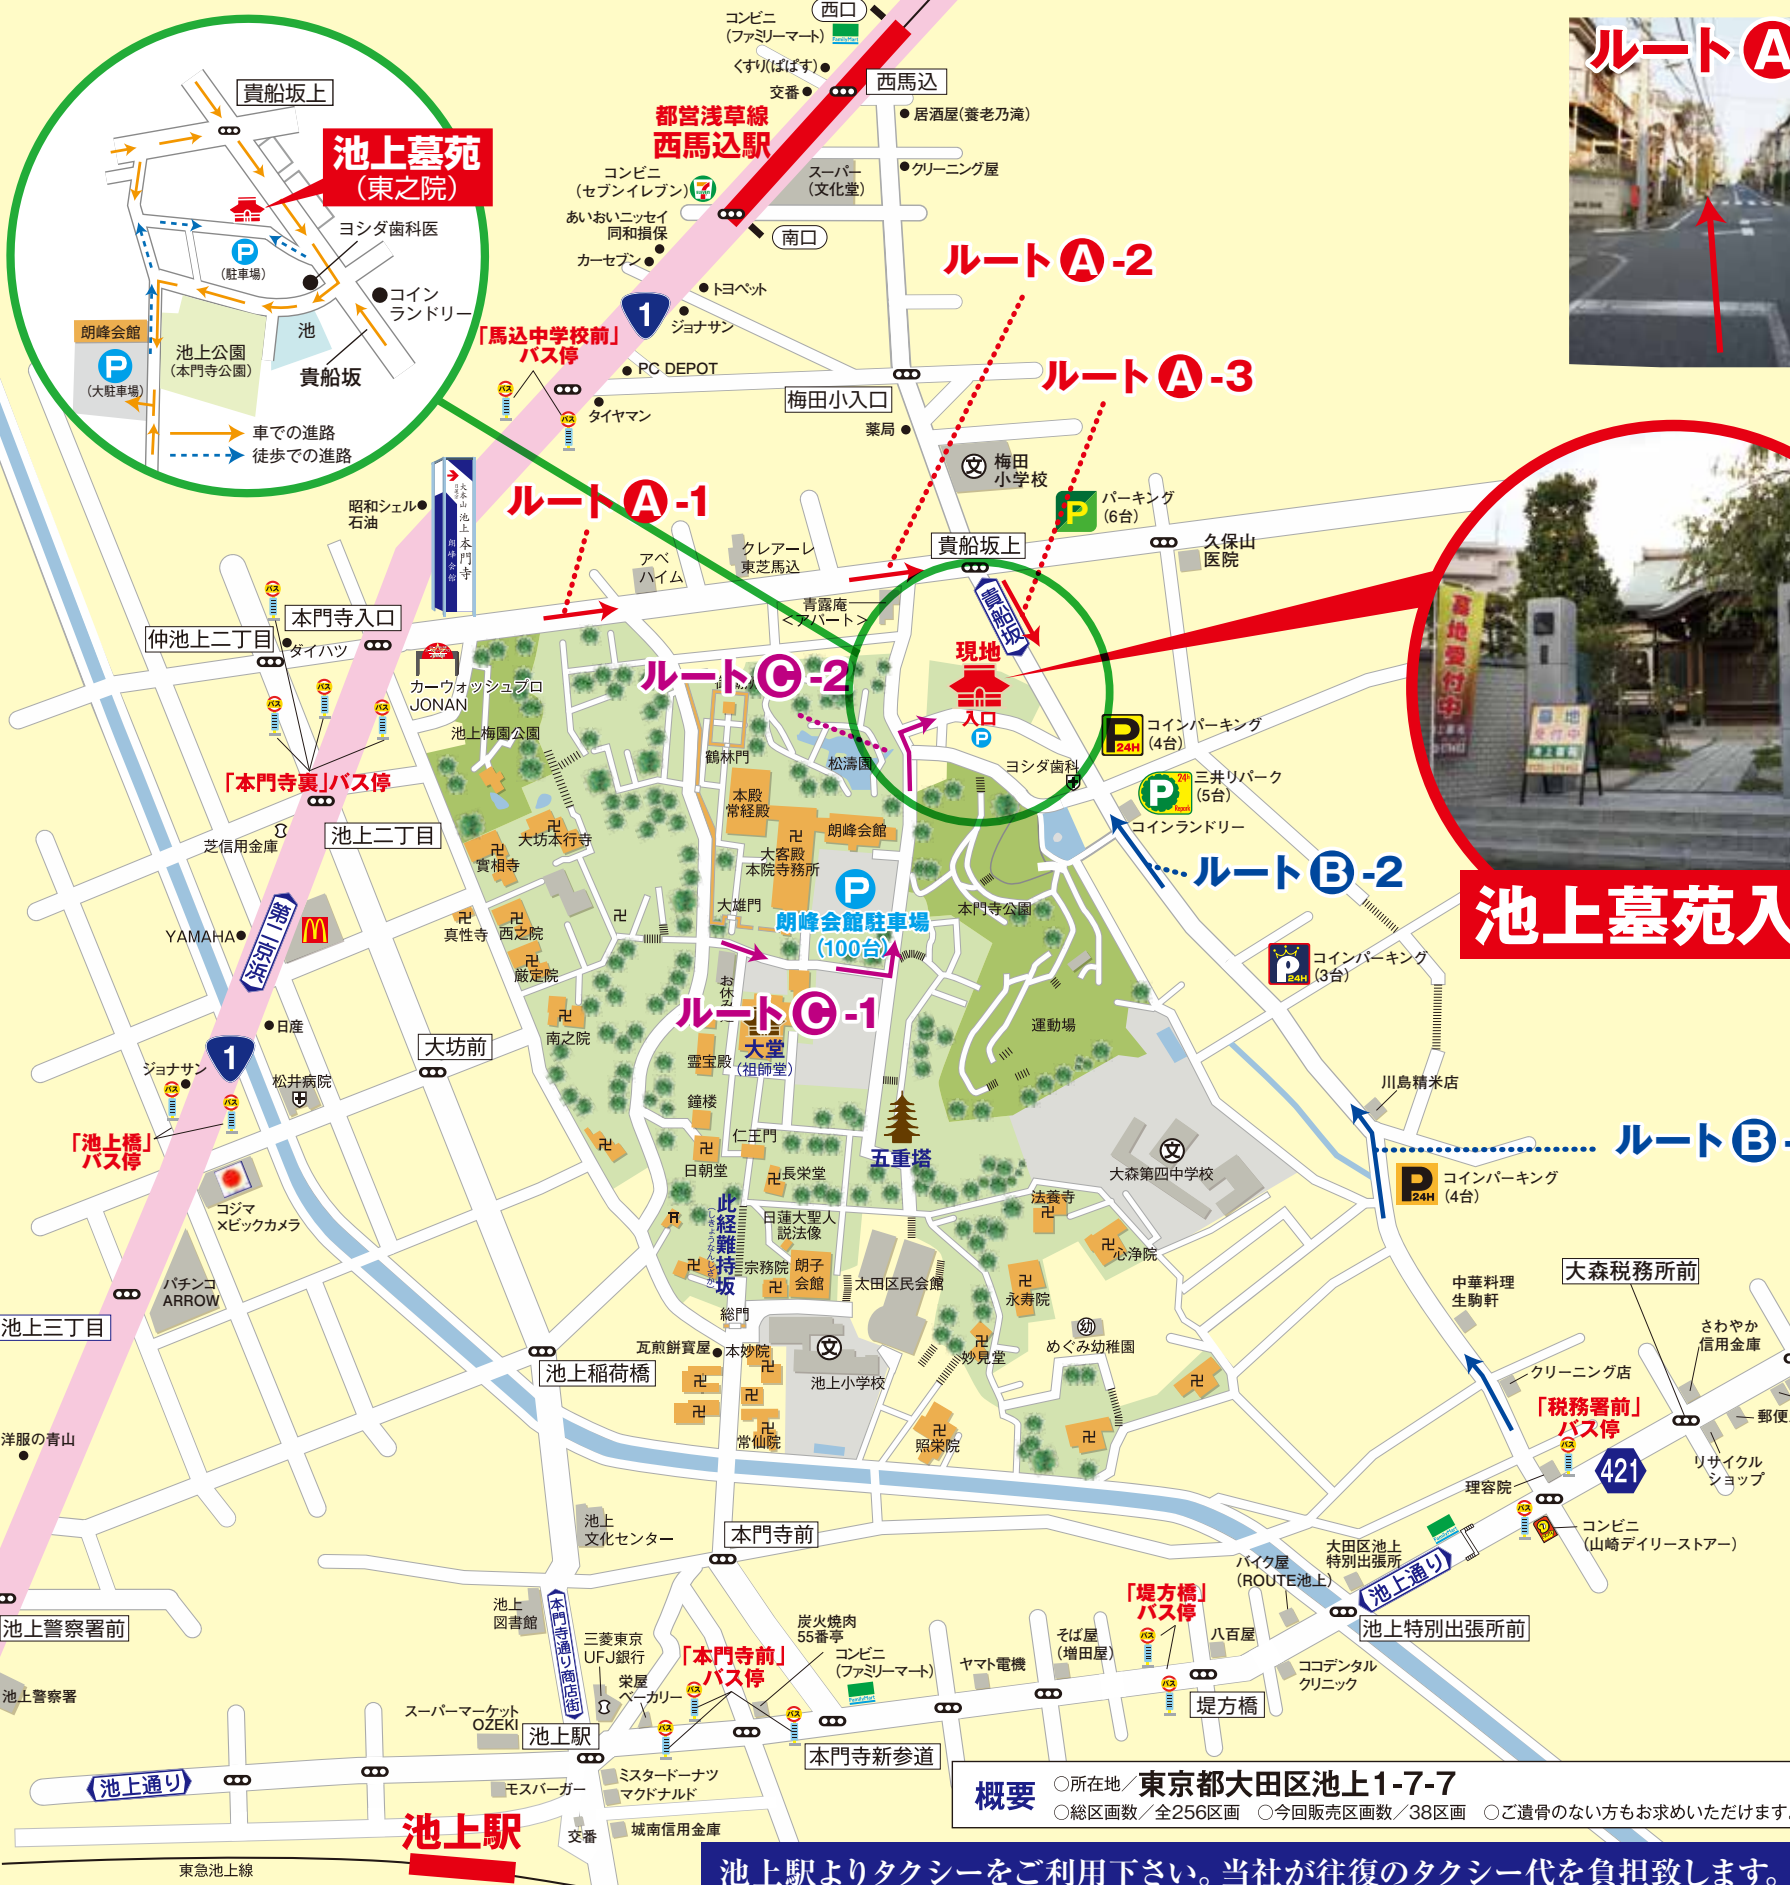 西口
コンビニ
(ファミリーマート)
FamilyMart
くすり(ぱぱす)
西馬込
交番
居酒屋(養老乃滝)
都営浅草線
西馬込駅
クリーニング屋
スーパー
(文化堂)
コンビニ
(セブンイレブン)
あいおいニッセイ
同和損保
南口
カーセブン
トヨペット
1
ジョナサン
「馬込中学校前」
バス停
PC DEPOT
タイヤマン
梅田小入口
薬局
文
梅田
小学校
貴船坂上
池上墓苑
(東之院)
ヨシダ歯科医
P
(駐車場)
コイン
ランドリー
朗峰会館
P
(大駐車場)
池上公園
(本門寺公園)
池
貴船坂
車での進路
徒歩での進路
ルートA
ルートA-2
ルートA-3
ルートA-1
昭和シェル
石油
大本山 池上 本門寺
朗峰会館
P
パーキング
(6台)
久保山
医院
貴船坂上
アベ
ハイム
クレアーレ
東芝馬込
青露庵
<アパート>
貴船坂
現地
入口
P
本門寺入口
仲池上二丁目
ダイハツ
カーウォッシュプロ
JONAN
池上梅園公園
ルートC-2
鶴林門
松濤園
P 24H
コインパーキング
(4台)
ヨシダ歯科
P 24h Repark
三井リパーク
(5台)
コインランドリー
「本門寺裏」バス停
池上二丁目
芝信用金庫
本殿
常経殿
朗峰会館
大坊本行寺
實相寺
大客殿
本院寺務所
P
朗峰会館駐車場
(100台)
大雄門
ルートB-2
本門寺公園
池上墓苑入
墓地受付中
YAMAHA
第二京浜
真性寺
西之院
厳定院
P 24H
コインパーキング
(3台)
お休み
ルートC-1
南之院
大堂
(祖師堂)
霊宝殿
運動場
日産
1
大坊前
ジョナサン
松井病院
「池上橋」
バス停
鐘楼
仁王門
日朝堂
長栄堂
五重塔
川島精米店
文
大森第四中学校
ルートB-
P 24H
コインパーキング
(4台)
コジマ
×ビックカメラ
此経難持坂
(しきょうなんじざか)
日蓮大聖人
説法像
法養寺
心浄院
宗務院
朗子
会館
太田区民会館
永寿院
パチンコ
ARROW
池上三丁目
総門
中華料理
生駒軒
大森税務所前
さわやか
信用金庫
瓦煎餅寳屋
本妙院
文
池上小学校
妙見堂
幼
めぐみ幼稚園
池上稲荷橋
クリーニング店
「税務署前」
バス停
郵便
洋服の青山
常仙院
照栄院
421
リサイクル
ショップ
理容院
池上
文化センター
本門寺前
コンビニ
(山崎デイリーストアー)
大田区池上
特別出張所
FamilyMart
バイク屋
(ROUTE池上)
池上通り
池上警察署前
池上
図書館
本門寺通り商店街
三菱東京
UFJ銀行
「堤方橋」
バス停
池上特別出張所前
炭火焼肉
55番亭
「本門寺前」
バス停
コンビニ
(ファミリーマート)
FamilyMart
ヤマト電機
そば屋
(増田屋)
八百屋
ココデンタル
クリニック
栄屋
ベーカリー
池上警察署
スーパーマーケット
OZEKI
池上駅
堤方橋
本門寺新参道
池上通り
モスバーガー
ミスタードーナツ
マクドナルド
交番
城南信用金庫
池上駅
東急池上線
概要
○所在地/東京都大田区池上1-7-7
○総区画数/全256区画 ○今回販売区画数/38区画 ○ご遺骨のない方もお求めいただけます。
池上駅よりタクシーをご利用下さい。当社が往復のタクシー代を負担致します。